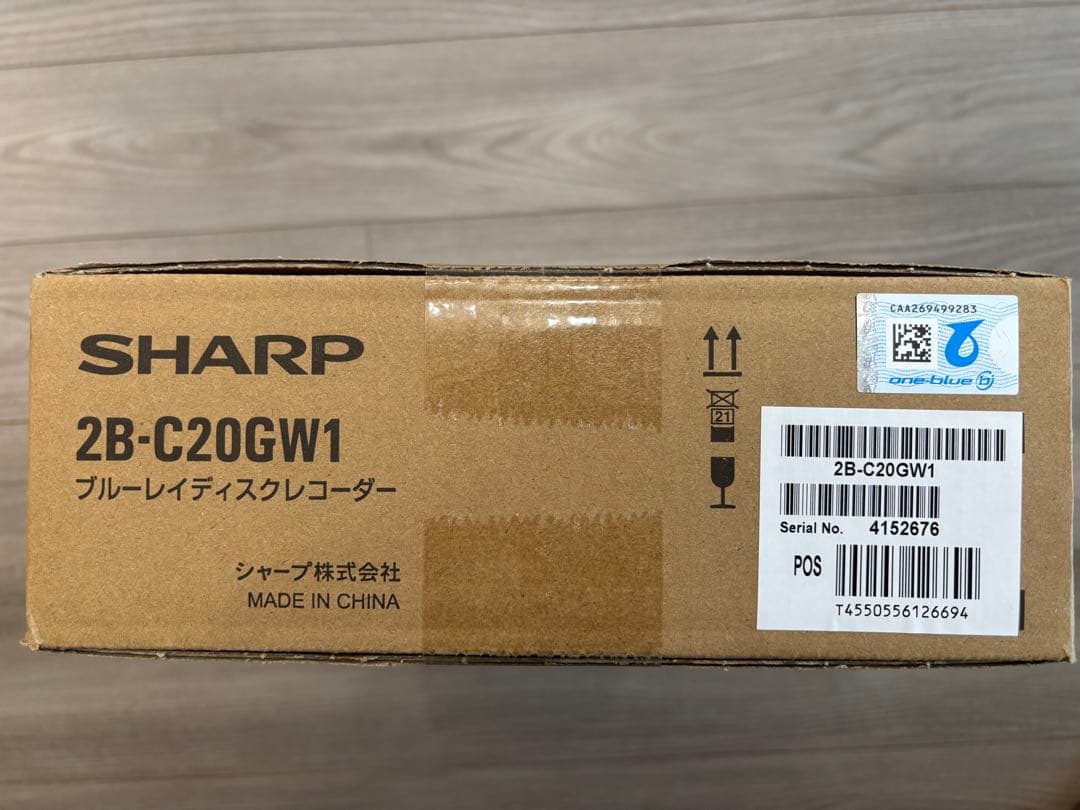 SHARP
2B-C20GW1
ブルーレイディスクレコーダー
シャープ株式会社
MADE IN CHINA
21
CAA269499283
one-blue bj
2B-C20GW1
Serial No. 4152676
POS
T4550556126694